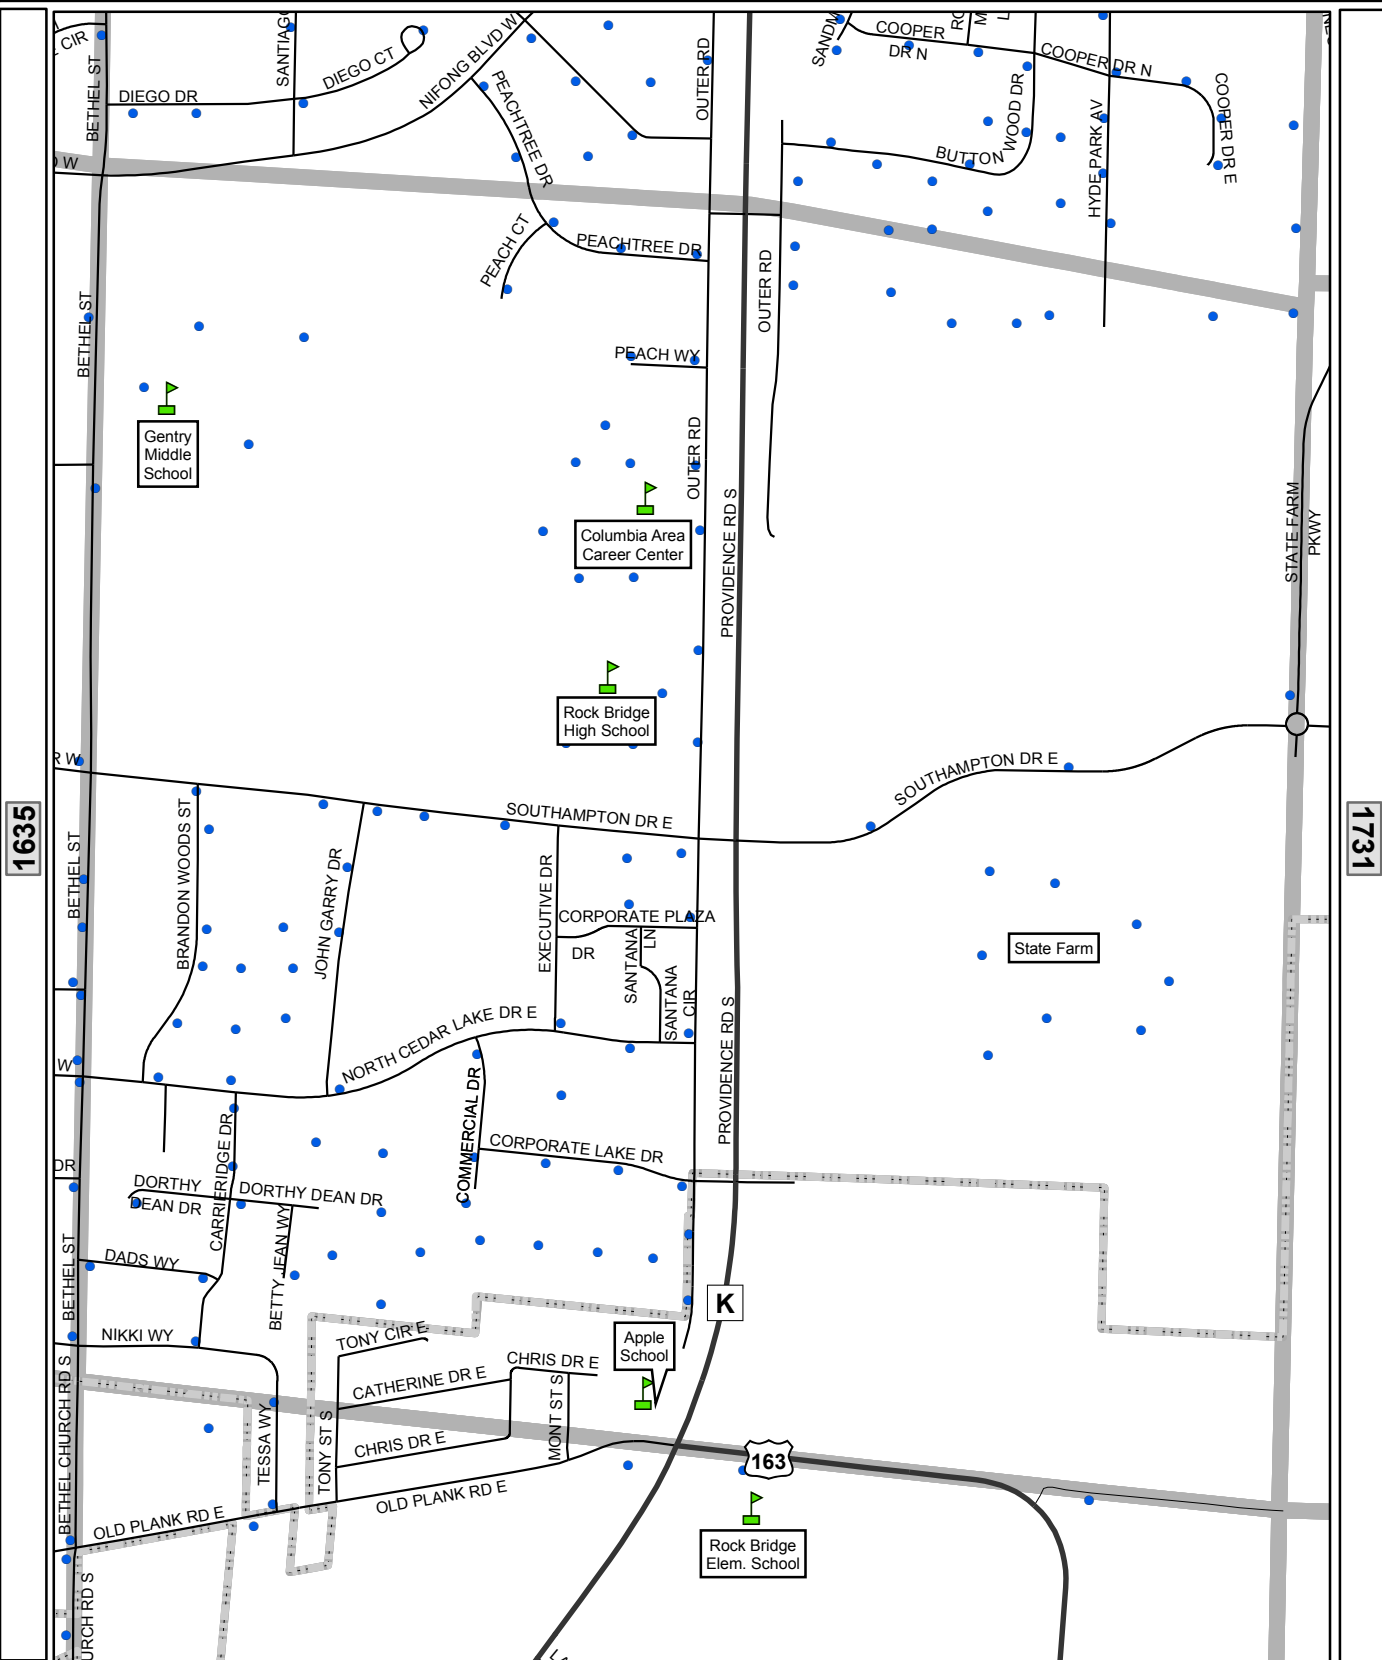 CIR
BETHEL ST
SANTIAG
DIEGO CT
DIEGO DR
NIFONG BLVD W
PEACHTREE DR
OUTER RD
SANDM
COOPER
DR N
COOPER DR N
COOPER DR E
WOOD DR
BUTTON
HYDE PARK AV
W
PEACH CT
PEACHTREE DR
OUTER RD
BETHEL ST
PEACH WY
Gentry
Middle
School
OUTER RD
PROVIDENCE RD S
Columbia Area
Career Center
STATE FARM
PKWY
Rock Bridge
High School
R W
SOUTHAMPTON DR E
SOUTHAMPTON DR E
1635
1731
BETHEL ST
BRANDON WOODS ST
JOHN GARRY DR
EXECUTIVE DR
CORPORATE PLAZA
DR
SANTANA
LN
SANTANA
CIR
State Farm
NORTH CEDAR LAKE DR E
PROVIDENCE RD S
W
COMMERCIAL DR
CORPORATE LAKE DR
CARRIERIDGE DR
DR
DORTHY
DEAN DR
DORTHY DEAN DR
BETTY JEAN WY
BETHEL ST
DADS WY
NIKKI WY
K
TONY CIR E
Apple
School
CHRIS DR E
CATHERINE DR E
MONT ST S
BETHEL CHURCH RD S
TESSA WY
TONY ST S
CHRIS DR E
163
OLD PLANK RD E
OLD PLANK RD E
Rock Bridge
Elem. School
URCH RD S